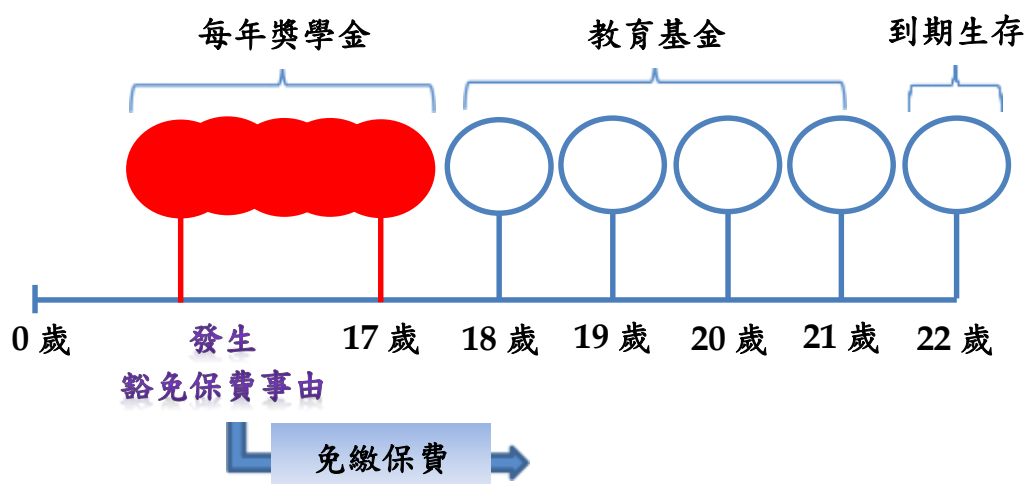 每年獎學金
教育基金
到期生存
0 歲
17 歲
18 歲
19 歲
20 歲
21 歲
22 歲
發生
豁免保費事由
免繳保費